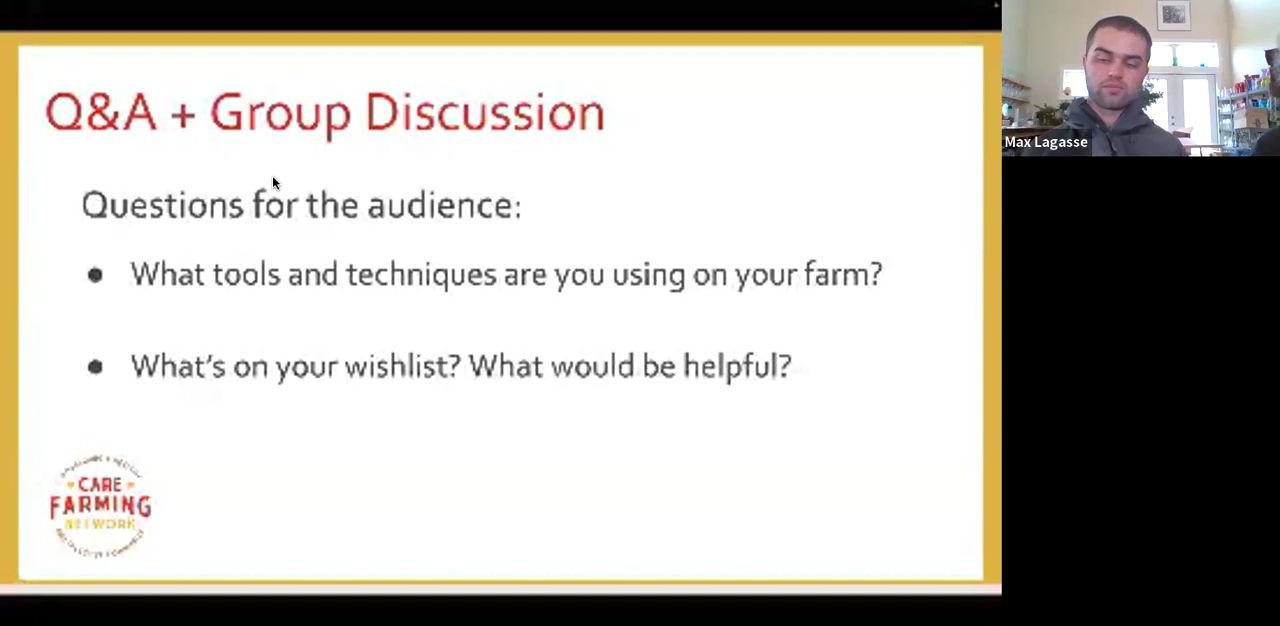 Q&A + Group Discussion
Questions for the audience:
● What tools and techniques are you using on your farm?
● What's on your wishlist? What would be helpful?
CARE
FARMING
NETWORK
Max Lagasse